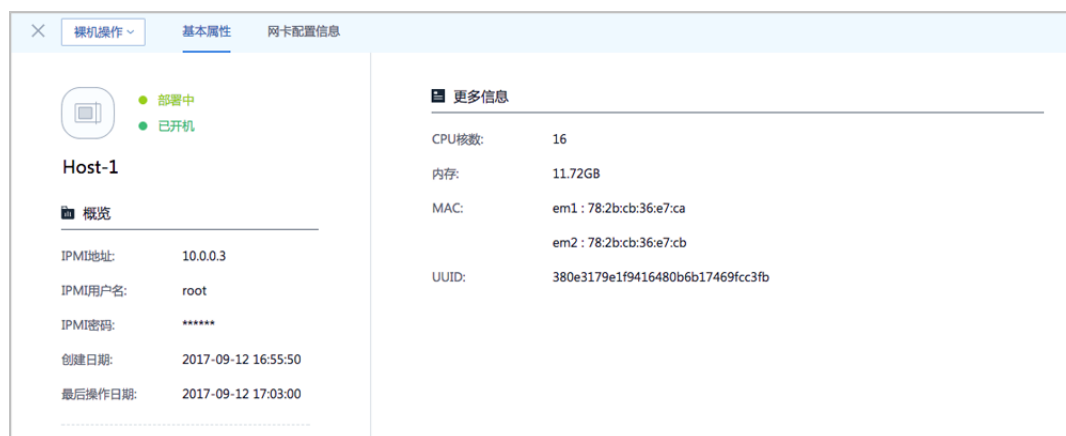 裸机操作 基本属性 网卡配置信息
部署中
已开机
Host-1
概览
IPMI地址: 10.0.0.3
IPMI用户名: root
IPMI密码: ******
创建日期: 2017-09-12 16:55:50
最后操作日期: 2017-09-12 17:03:00
更多信息
CPU核数: 16
内存: 11.72GB
MAC: em1 : 78:2b:cb:36:e7:ca
em2 : 78:2b:cb:36:e7:cb
UUID: 380e3179e1f9416480b6b17469fcc3fb